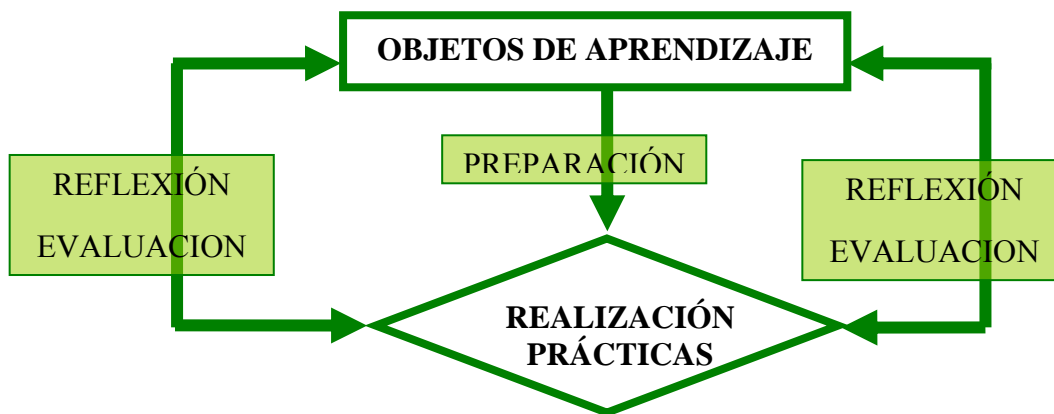 OBJETOS DE APRENDIZAJE
PREPARACIÓN
REFLEXIÓN
EVALUACION
REFLEXIÓN
EVALUACION
REALIZACIÓN
PRÁCTICAS